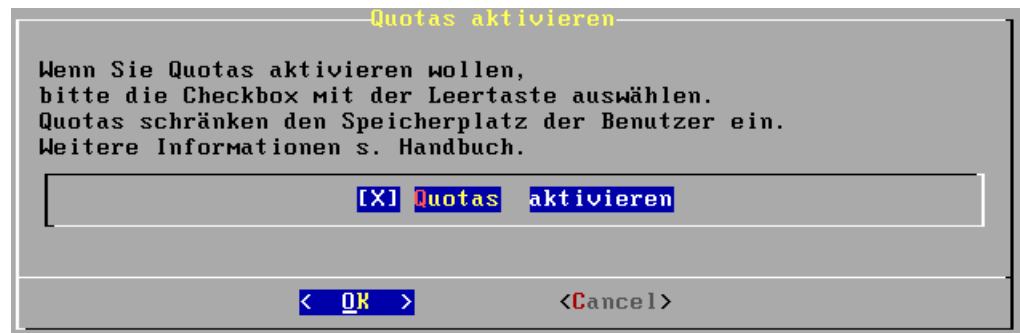 Quotas aktivieren
Wenn Sie Quotas aktivieren wollen,
bitte die Checkbox mit der Leertaste auswählen.
Quotas schränken den Speicherplatz der Benutzer ein.
Weitere Informationen s. Handbuch.
[X] Quotas aktivieren
< OK > <Cancel>